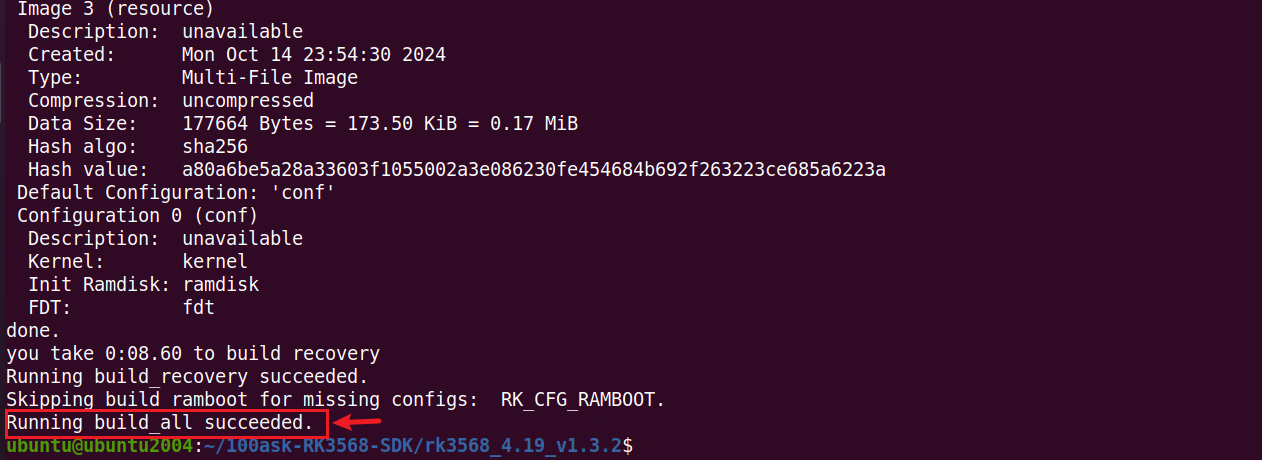 Image 3 (resource)
Description: unavailable
Created: Mon Oct 14 23:54:30 2024
Type: Multi-File Image
Compression: uncompressed
Data Size: 177664 Bytes = 173.50 KiB = 0.17 MiB
Hash algo: sha256
Hash value: a80a6be5a28a33603f1055002a3e086230fe454684b692f263223ce685a6223a
Default Configuration: 'conf'
Configuration 0 (conf)
Description: unavailable
Kernel: kernel
Init Ramdisk: ramdisk
FDT: fdt
done.
you take 0:08.60 to build recovery
Running build_recovery succeeded.
Skipping build ramboot for missing configs: RK_CFG_RAMBOOT.
Running build_all succeeded.
ubuntu@ubuntu2004:~/100ask-RK3568-SDK/rk3568_4.19_v1.3.2$